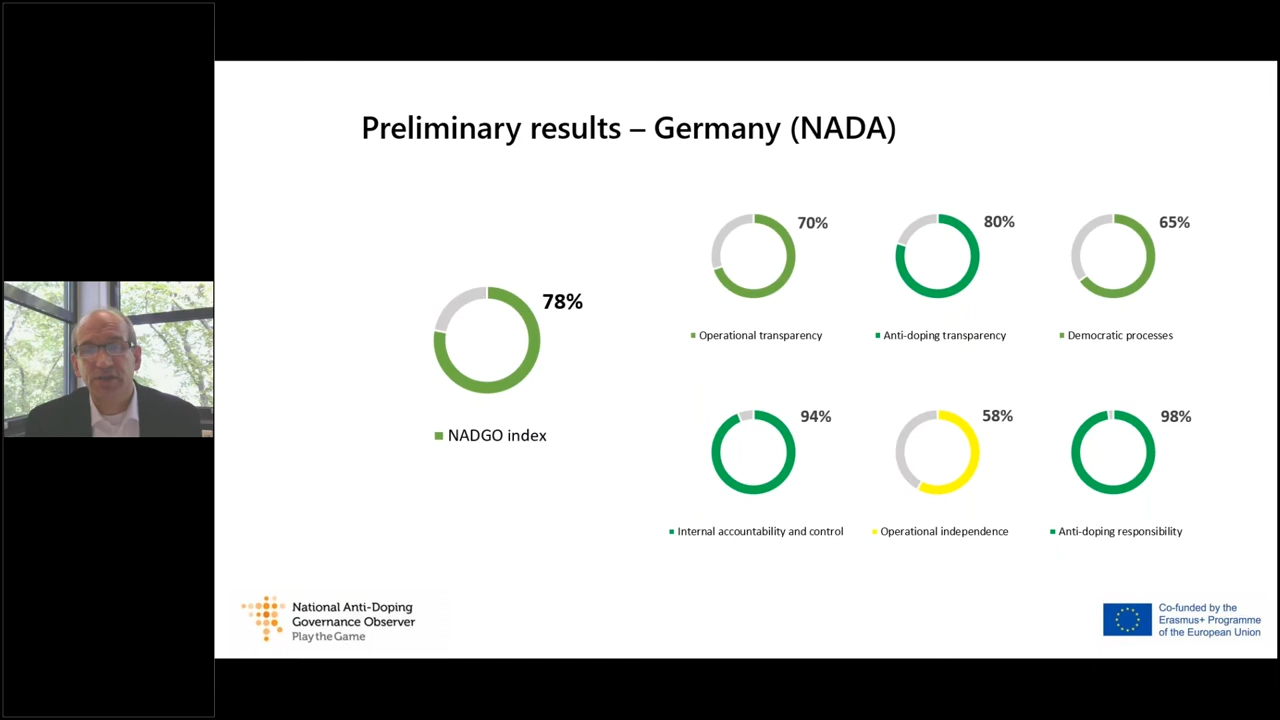 Preliminary results – Germany (NADA)
78%
NADGO index
70%
80%
65%
Operational transparency
Anti-doping transparency
Democratic processes
94%
58%
98%
Internal accountability and control
Operational independence
Anti-doping responsibility
National Anti-Doping
Governance Observer
Play the Game
Co-funded by the
Erasmus+ Programme
of the European Union